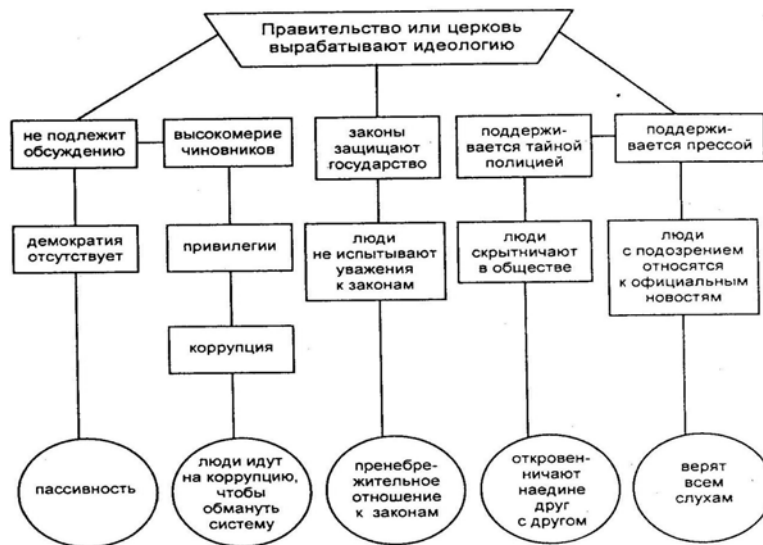 Правительство или церковь
вырабатывают идеологию
не подлежит
обсуждению
высокомерие
чиновников
законы
защищают
государство
поддержи-
вается тайной
полицией
поддержи-
вается прессой
демократия
отсутствует
привилегии
люди
не испытывают
уважения
к законам
люди
скрытничают
в обществе
люди
с подозрением
относятся
к официальным
новостям
коррупция
пассивность
люди идут
на коррупцию,
чтобы
обмануть
систему
пренебре-
жительное
отношение
к законам
откровен-
ничают
наедине
друг
с другом
верят
всем
слухам